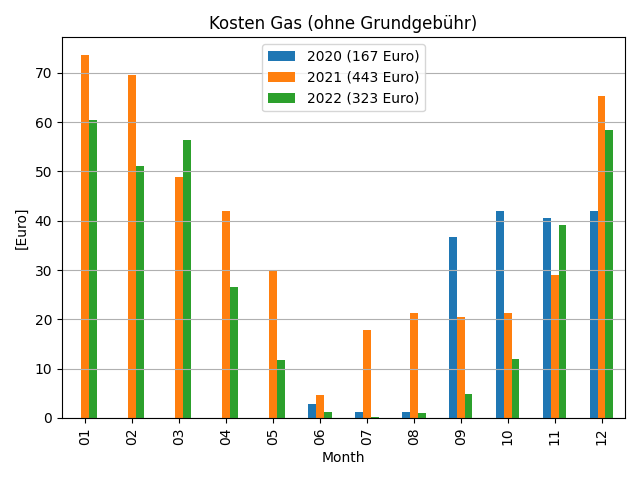 Kosten Gas (ohne Grundgebühr)
2020 (167 Euro)
2021 (443 Euro)
2022 (323 Euro)
[Euro]
70
60
50
40
30
20
10
0
01 02 03 04 05 06 07 08 09 10 11 12
Month